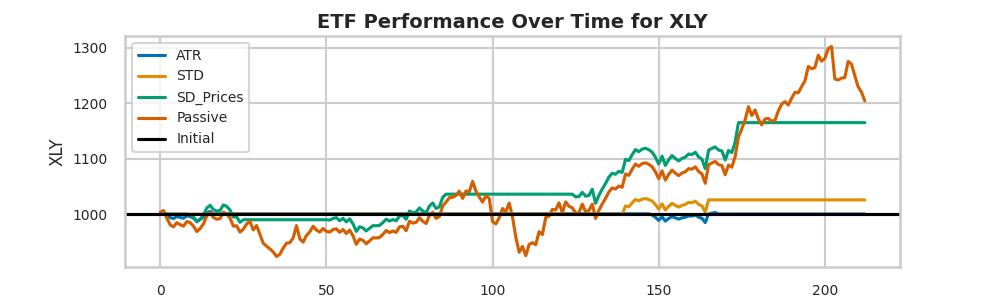 ETF Performance Over Time for XLY
XLY
1300
1200
1100
1000
ATR
STD
SD_Prices
Passive
Initial
0 50 100 150 200